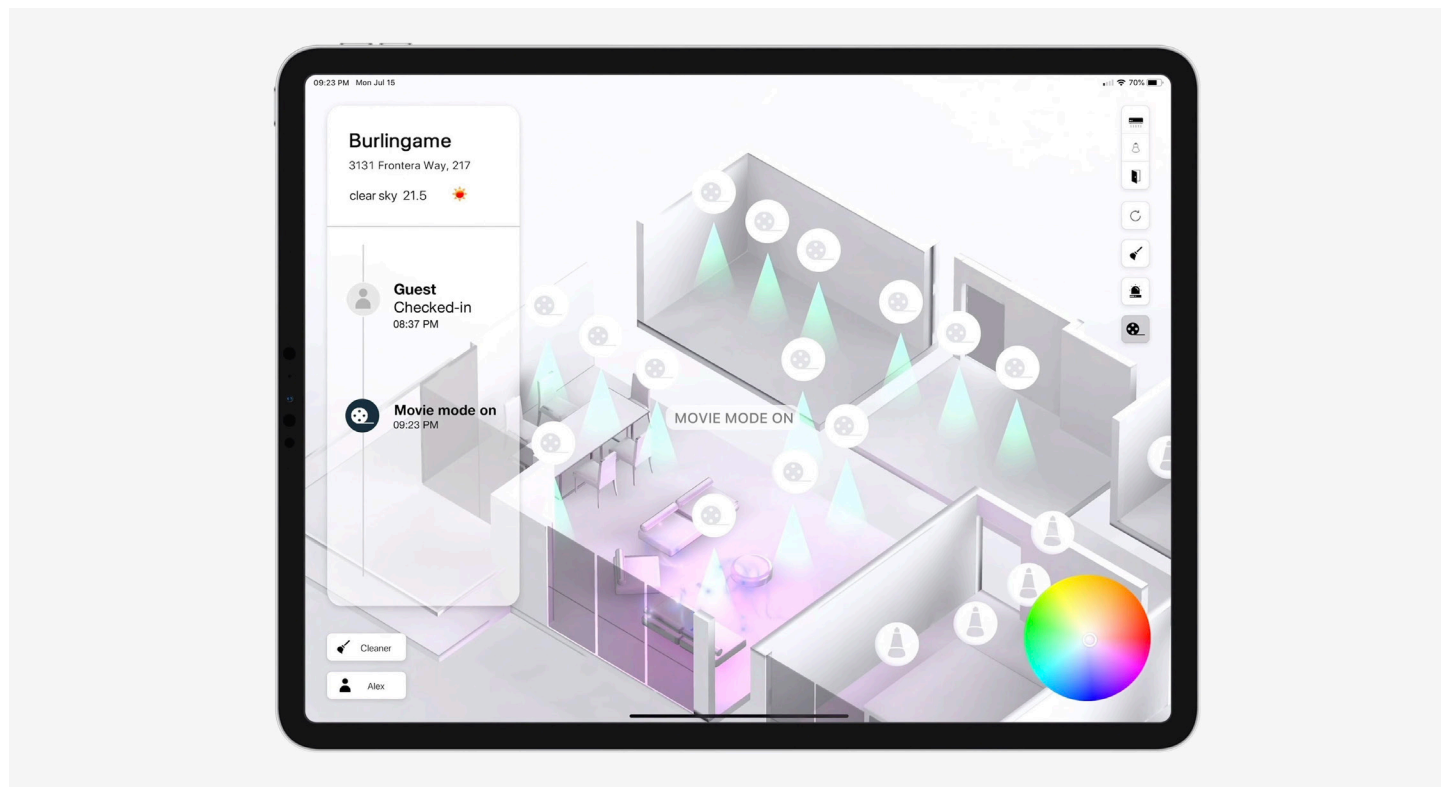 09:23 PM Mon Jul 15
70%
Burlingame
3131 Frontera Way, 217
clear sky 21.5
Guest
Checked-in
08:37 PM
Movie mode on
09:23 PM
MOVIE MODE ON
Cleaner
Alex